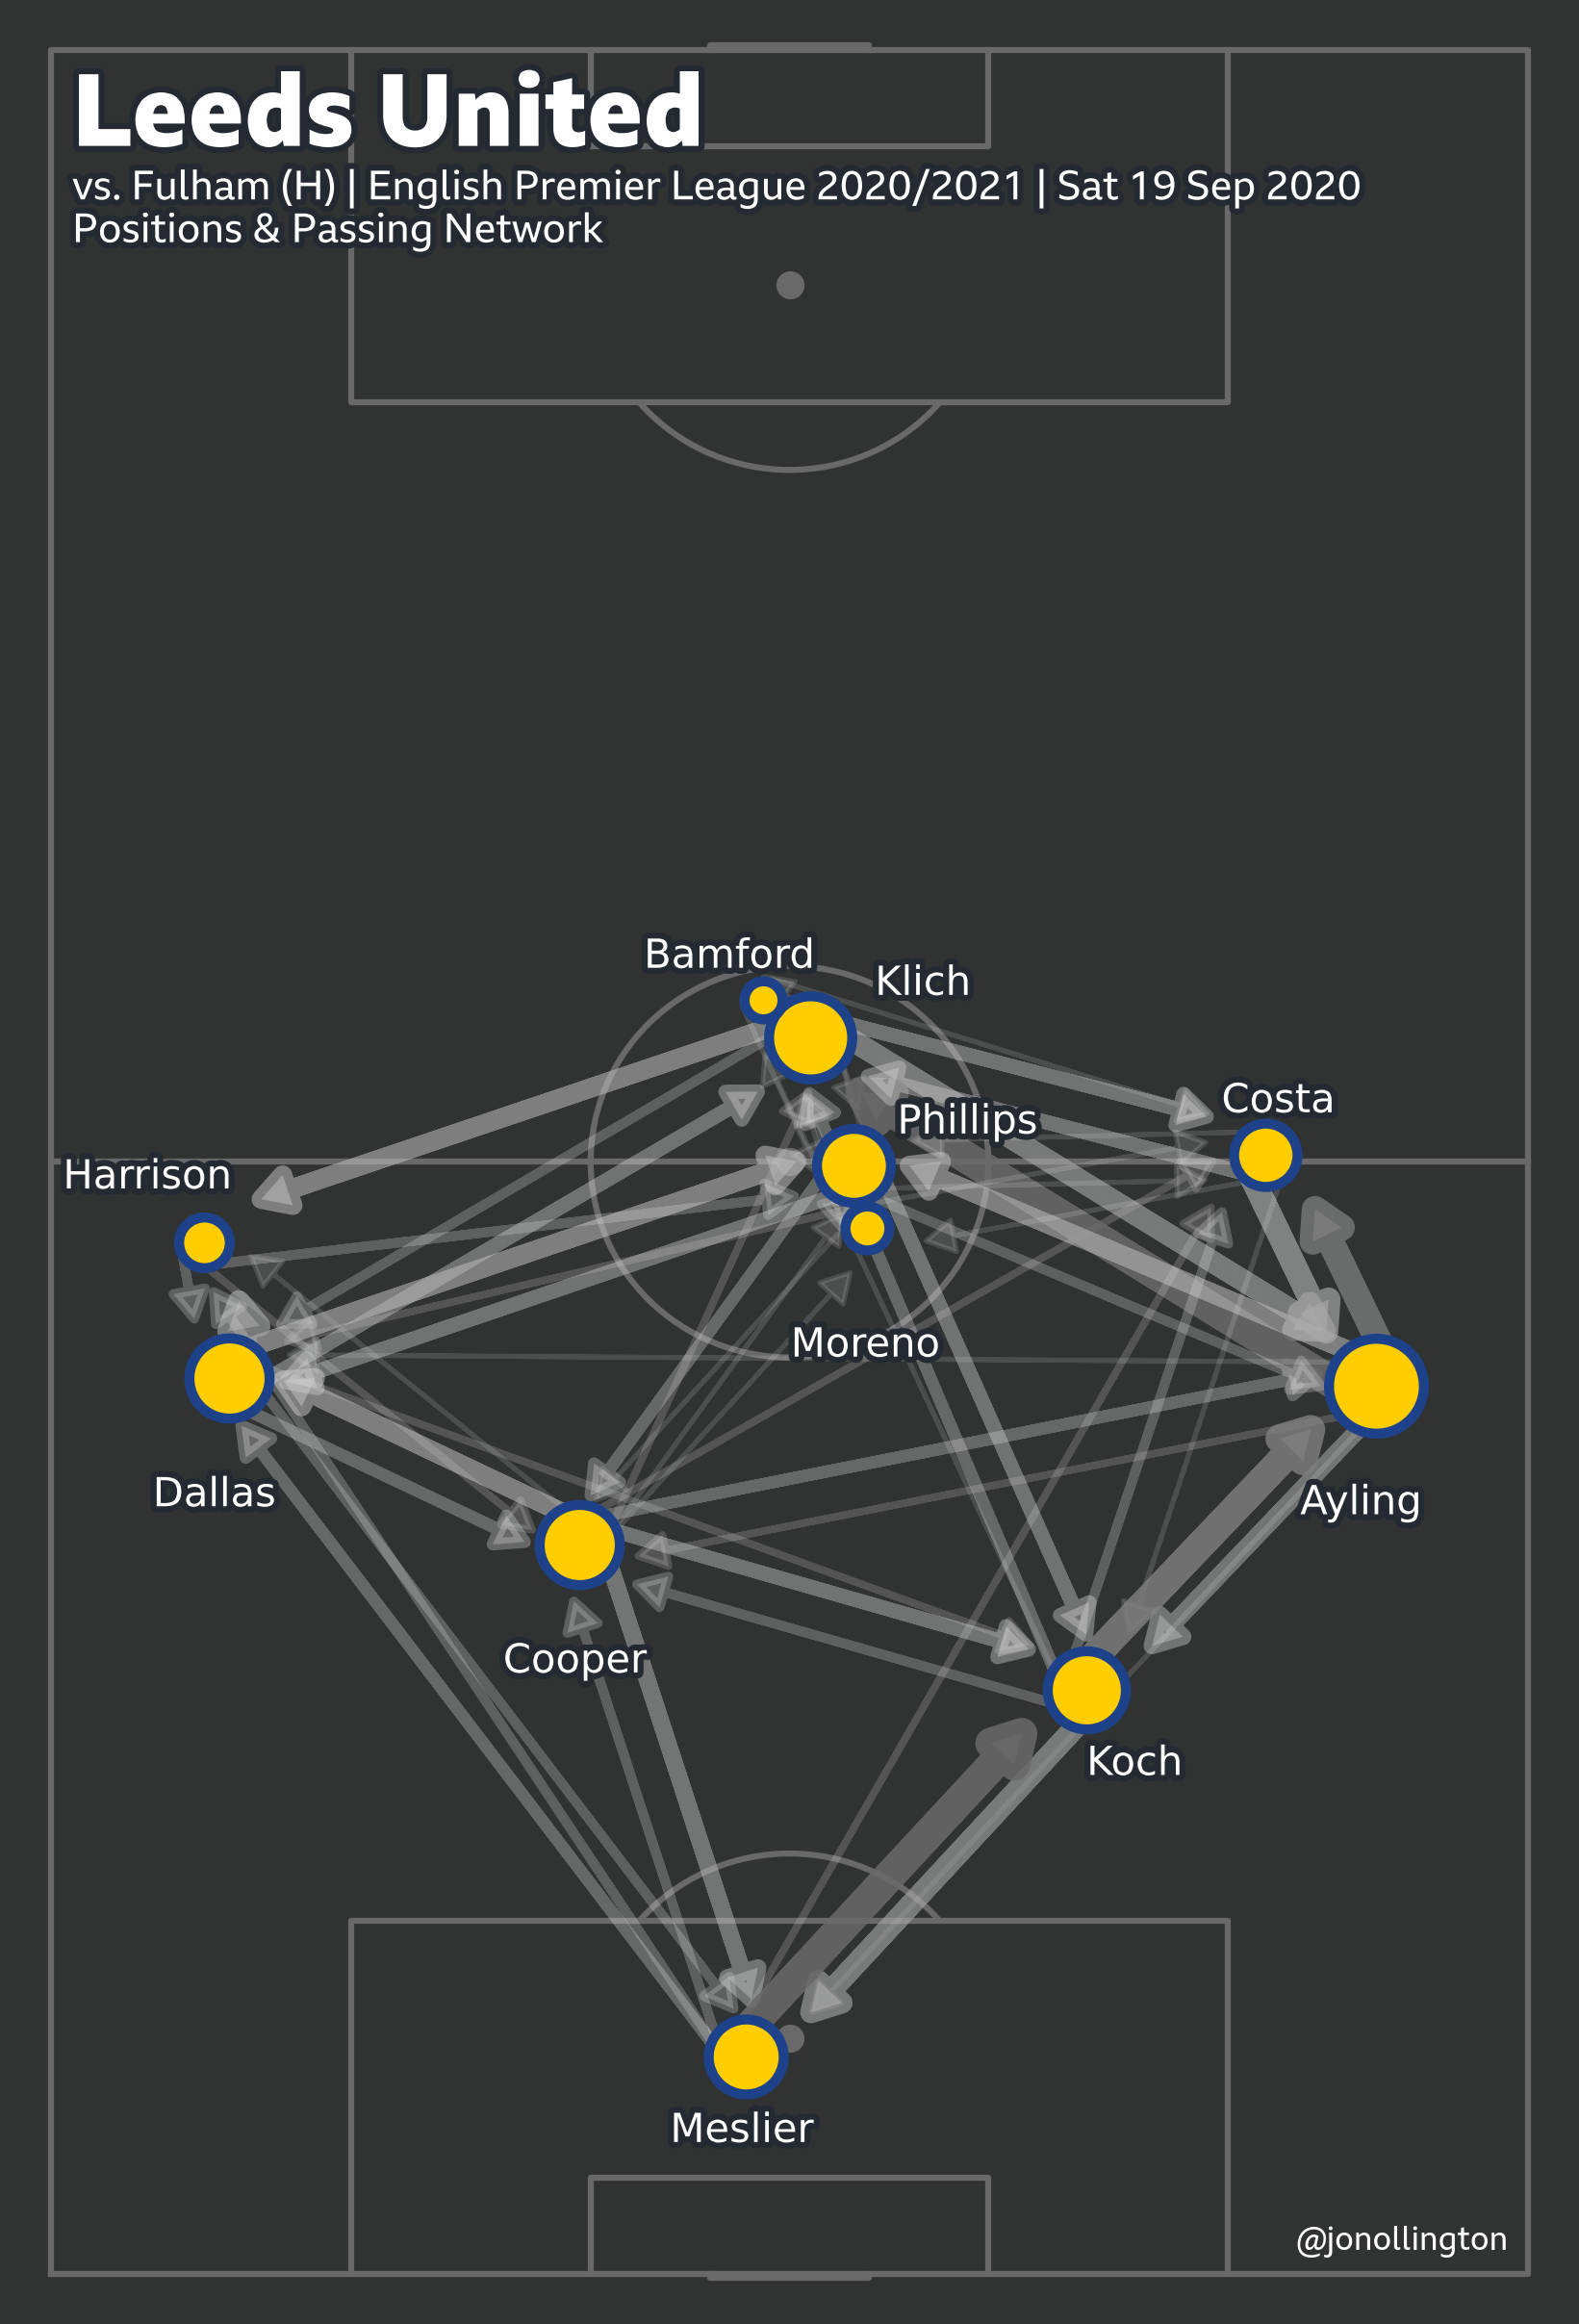 Leeds United
vs. Fulham (H) | English Premier League 2020/2021 | Sat 19 Sep 2020
Positions & Passing Network
Bamford
Klich
Costa
Phillips
Harrison
Moreno
Dallas
Ayling
Cooper
Koch
Meslier
@jonollington